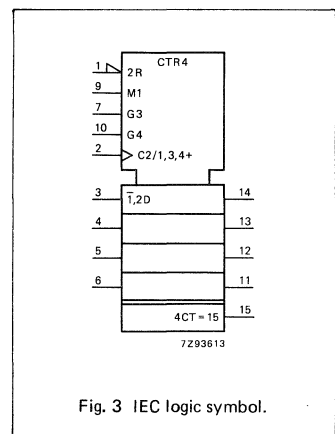 CTR4
1 2R
9 M1
7 G3
10 G4
2 C2/1,3,4+
3 1̅,2D 14
4 13
5 12
6 11
4CT = 15 15
7Z93613
Fig. 3 IEC logic symbol.